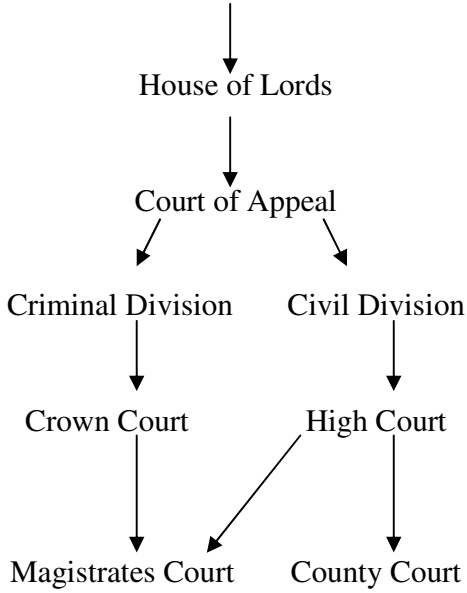 House of Lords
Court of Appeal
Criminal Division
Civil Division
Crown Court
High Court
Magistrates Court
County Court